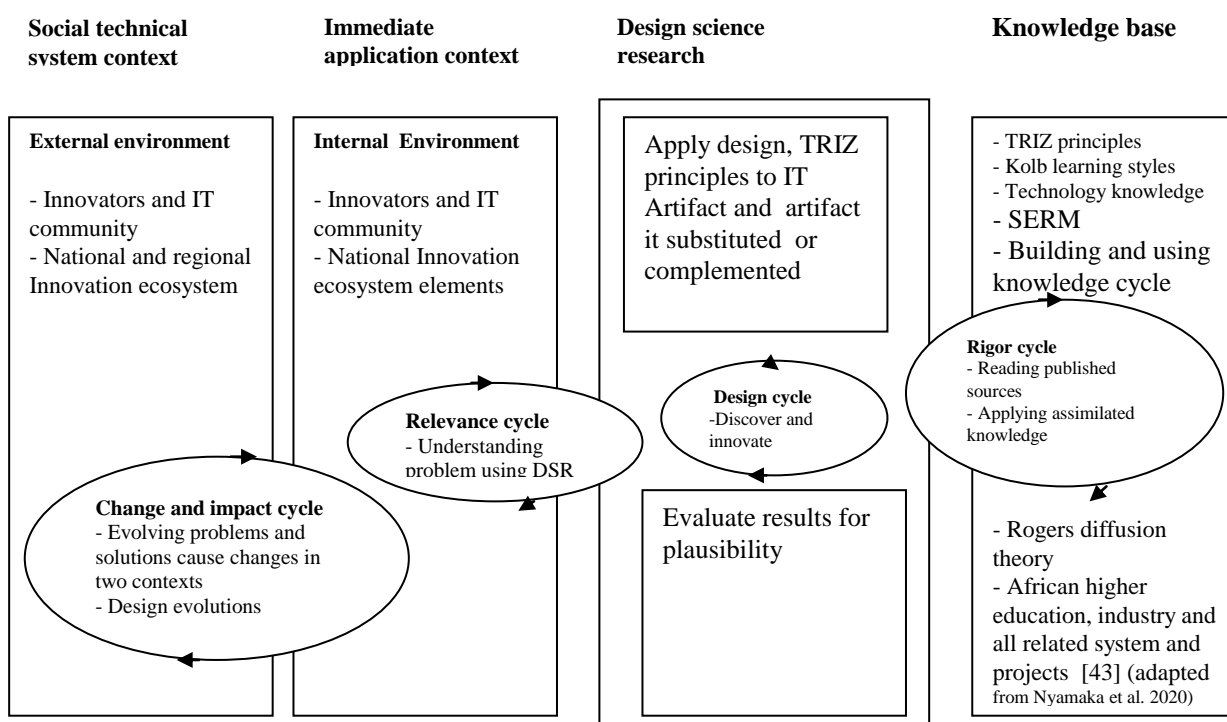 Social technical
system context
Immediate
application context
Design science
research
Knowledge base
External environment
- Innovators and IT
community
- National and regional
Innovation ecosystem
Internal Environment
- Innovators and IT
community
- National Innovation
ecosystem elements
Apply design, TRIZ
principles to IT
Artifact and artifact
it substituted or
complemented
- TRIZ principles
- Kolb learning styles
- Technology knowledge
- SERM
- Building and using
knowledge cycle
Change and impact cycle
- Evolving problems and
solutions cause changes in
two contexts
- Design evolutions
Relevance cycle
- Understanding
problem using DSR
Design cycle
-Discover and
innovate
Rigor cycle
- Reading published
sources
- Applying assimilated
knowledge
Evaluate results for
plausibility
- Rogers diffusion
theory
- African higher
education, industry and
all related system and
projects [43] (adapted
from Nyamaka et al. 2020)